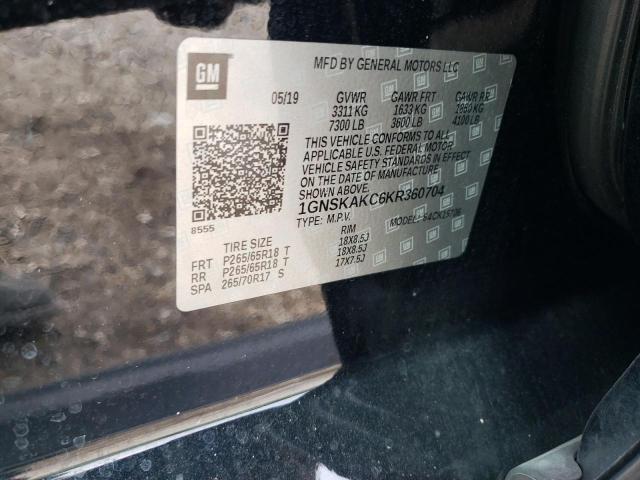 GM
MFD BY GENERAL MOTORS LLC
05/19 GVWR GAWR FRT GAWR RR
3311 KG 1633 KG 1860 KG
7300 LB 3600 LB 4100 LB
THIS VEHICLE CONFORMS TO ALL
APPLICABLE U.S. FEDERAL MOTOR
VEHICLE SAFETY STANDARDS IN EFFECT
ON THE DATE OF MANUFACTURE
SHOWN ABOVE.
1GNSKAKC6KR360704
TYPE: M.P.V. MODEL:
8555
TIRE SIZE RIM
FRT P265/65R18 T 18X8.5J
RR P265/65R18 T 18X8.5J
SPA 265/70R17 S 17X7.5J